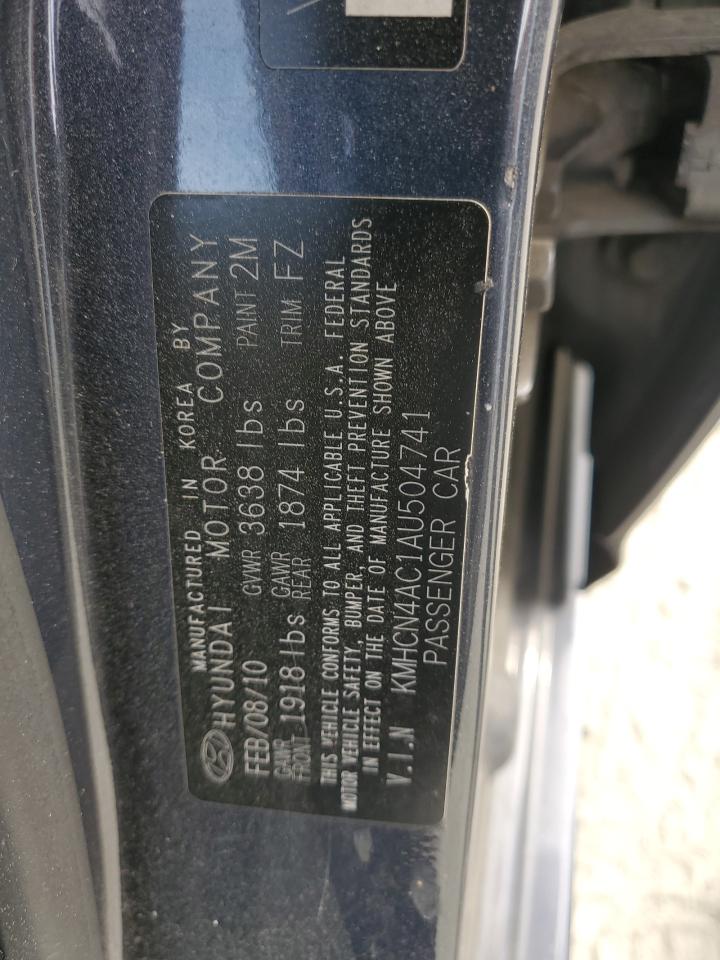 MANUFACTURED IN KOREA BY
HYUNDAI MOTOR COMPANY
FEB/08/10 GVWR 3638 lbs PAINT 2M
GAWR FRONT 1918 lbs GAWR REAR 1874 lbs TRIM FZ
THIS VEHICLE CONFORMS TO ALL APPLICABLE U.S.A. FEDERAL
MOTOR VEHICLE SAFETY, BUMPER, AND THEFT PREVENTION STANDARDS
IN EFFECT ON THE DATE OF MANUFACTURE SHOWN ABOVE
V.I.N KMHCN4AC1AU504741
PASSENGER CAR